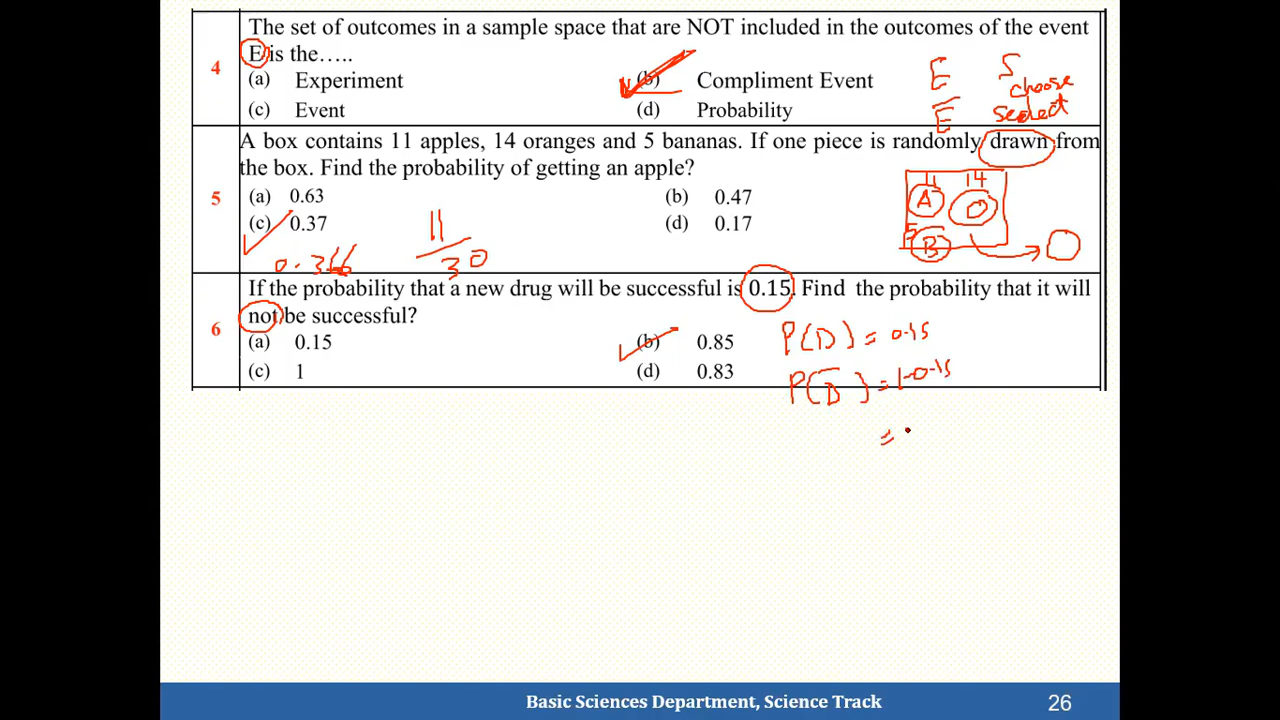 The set of outcomes in a sample space that are NOT included in the outcomes of the event
E is the…..
4
(a) Experiment (b) Compliment Event
(c) Event (d) Probability
E S
choose
E̅ select
A box contains 11 apples, 14 oranges and 5 bananas. If one piece is randomly drawn from
the box. Find the probability of getting an apple?
5
(a) 0.63 (b) 0.47
(c) 0.37 (d) 0.17
11 14
A O
5
B
11
30
0.366
If the probability that a new drug will be successful is 0.15. Find the probability that it will
not be successful?
6
(a) 0.15 (b) 0.85
(c) 1 (d) 0.83
P(D) = 0.15
P(D̅) = 1-0.15
=
Basic Sciences Department, Science Track 26